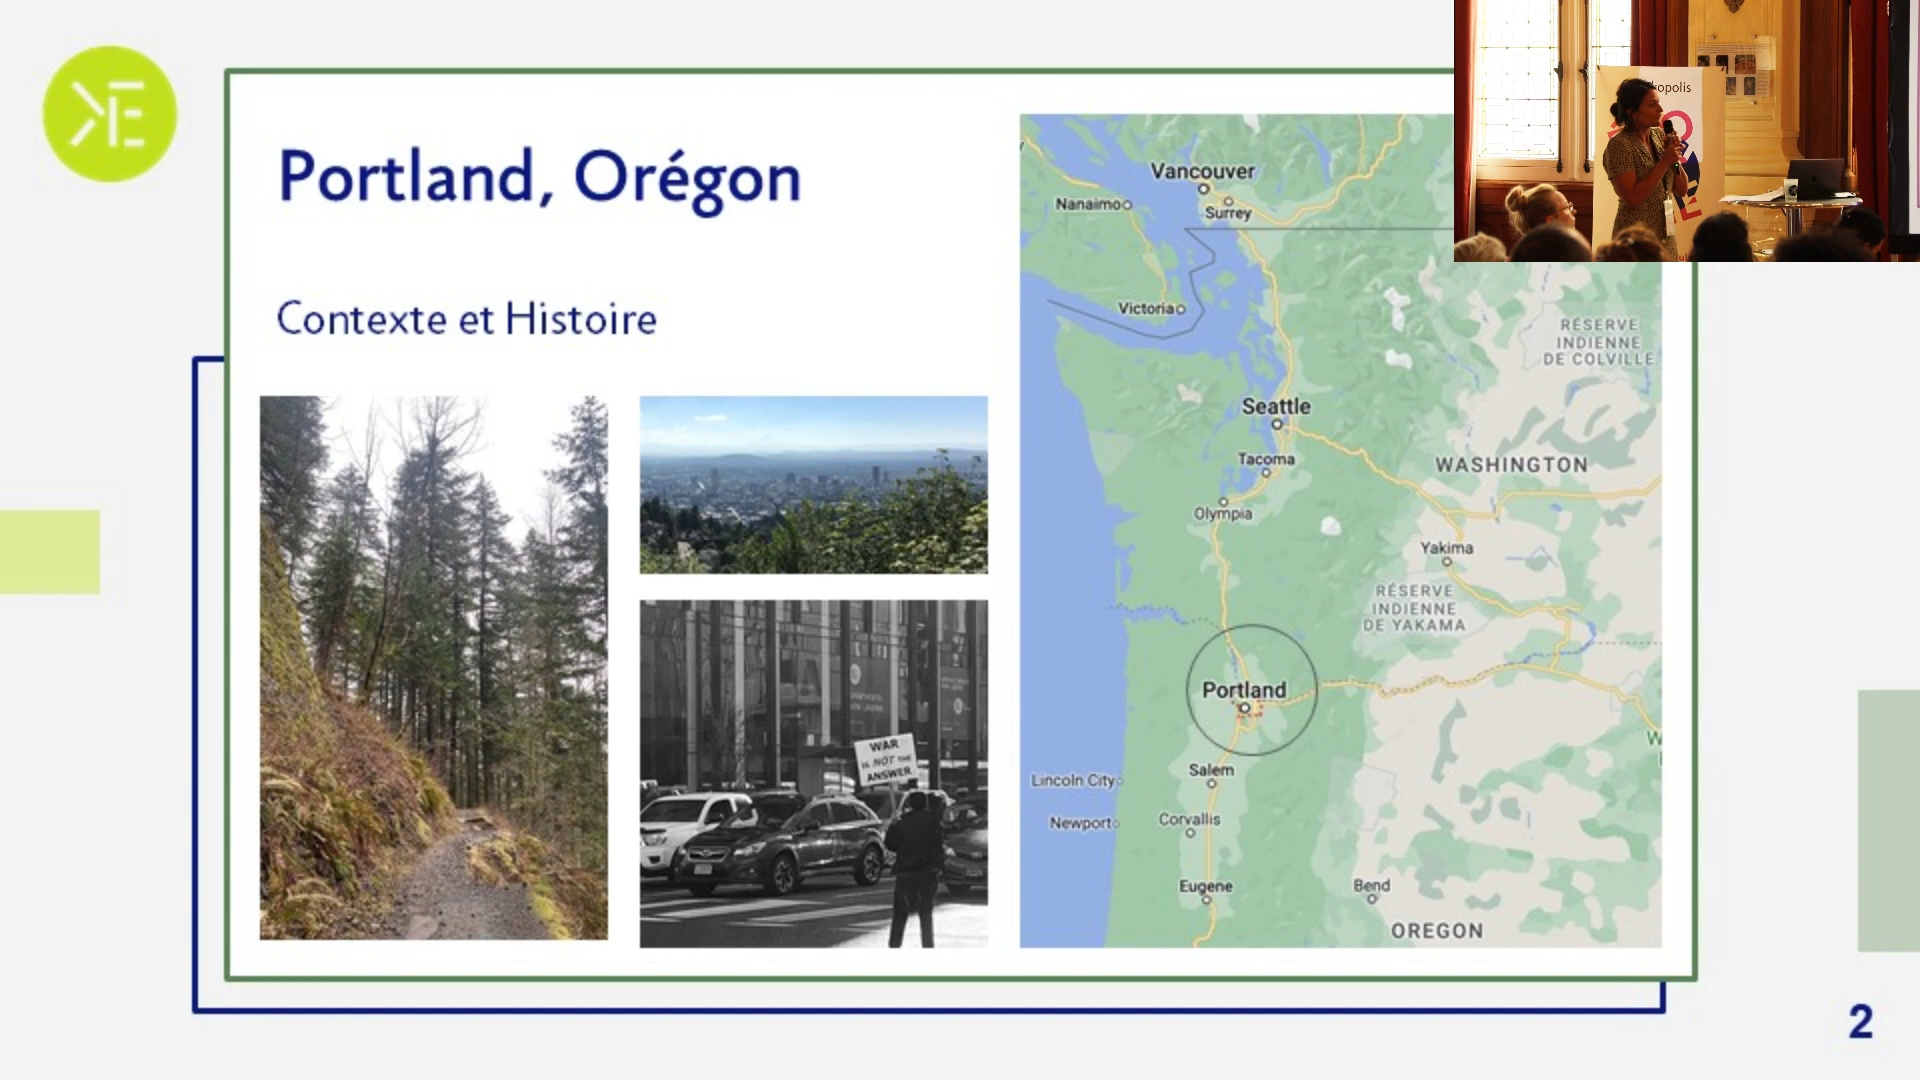 Portland, Orégon
Contexte et Histoire
WAR
IS NOT THE
ANSWER
Vancouver
Nanaimo
Surrey
Victoria
RÉSERVE
INDIENNE
DE COLVILLE
Seattle
Tacoma
WASHINGTON
Olympia
Yakima
RÉSERVE
INDIENNE
DE YAKAMA
Portland
W
Salem
Lincoln City
Newport
Corvallis
Eugene
Bend
OREGON
ropolis
2